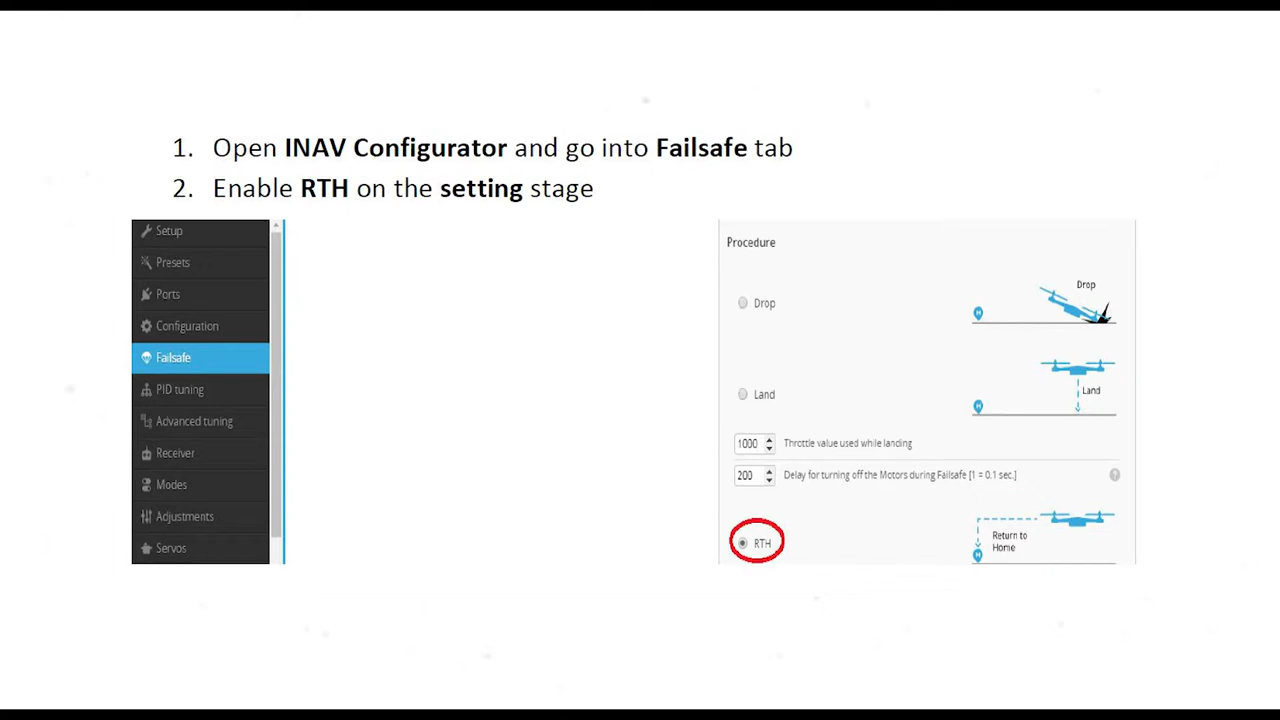 1. Open INAV Configurator and go into Failsafe tab
2. Enable RTH on the setting stage
Setup
Presets
Ports
Configuration
Failsafe
PID tuning
Advanced tuning
Receiver
Modes
Adjustments
Servos
Procedure
Drop
Drop
H
Land
Land
H
1000 Throttle value used while landing
200 Delay for turning off the Motors during Failsafe [1 = 0.1 sec.] ?
RTH
Return to
Home
H